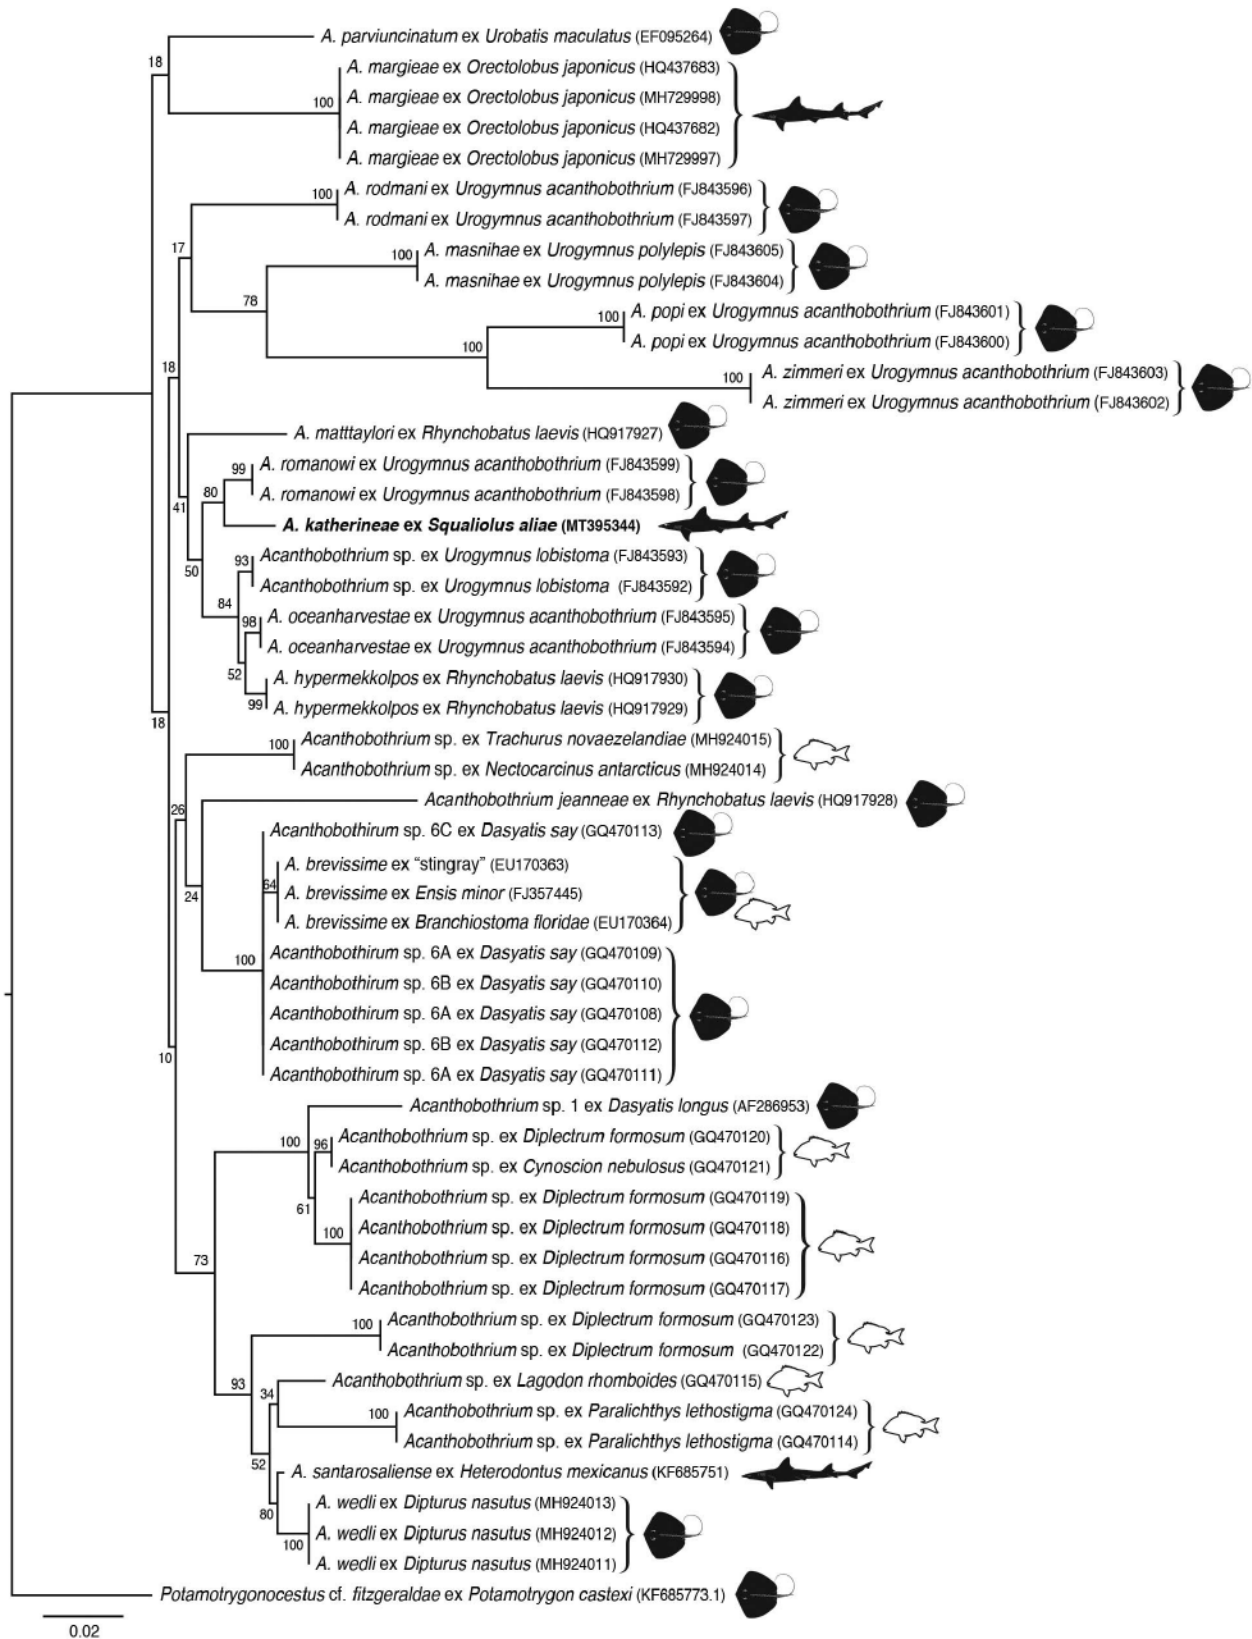 A. parviuncinatum ex Urobatis maculatus (EF095264)
18
A. margieae ex Orectolobus japonicus (HQ437683)
A. margieae ex Orectolobus japonicus (MH729998)
100
A. margieae ex Orectolobus japonicus (HQ437682)
A. margieae ex Orectolobus japonicus (MH729997)
A. rodmani ex Urogymnus acanthobothrium (FJ843596)
100
A. rodmani ex Urogymnus acanthobothrium (FJ843597)
17
A. masnihae ex Urogymnus polylepis (FJ843605)
100
A. masnihae ex Urogymnus polylepis (FJ843604)
78
A. popi ex Urogymnus acanthobothrium (FJ843601)
100
A. popi ex Urogymnus acanthobothrium (FJ843600)
100
18
A. zimmeri ex Urogymnus acanthobothrium (FJ843603)
100
A. zimmeri ex Urogymnus acanthobothrium (FJ843602)
A. matttaylori ex Rhynchobatus laevis (HQ917927)
A. romanowi ex Urogymnus acanthobothrium (FJ843599)
99
80
A. romanowi ex Urogymnus acanthobothrium (FJ843598)
41
A. katherineae ex Squaliolus aliae (MT395344)
Acanthobothrium sp. ex Urogymnus lobistoma (FJ843593)
93
50
Acanthobothrium sp. ex Urogymnus lobistoma (FJ843592)
84
A. oceanharvestae ex Urogymnus acanthobothrium (FJ843595)
98
A. oceanharvestae ex Urogymnus acanthobothrium (FJ843594)
52
A. hypermekkolpos ex Rhynchobatus laevis (HQ917930)
99
A. hypermekkolpos ex Rhynchobatus laevis (HQ917929)
18
Acanthobothrium sp. ex Trachurus novaezelandiae (MH924015)
100
Acanthobothrium sp. ex Nectocarcinus antarcticus (MH924014)
26
Acanthobothrium jeanneae ex Rhynchobatus laevis (HQ917928)
Acanthobothirum sp. 6C ex Dasyatis say (GQ470113)
A. brevissime ex “stingray” (EU170363)
64
24
A. brevissime ex Ensis minor (FJ357445)
A. brevissime ex Branchiostoma floridae (EU170364)
Acanthobothirum sp. 6A ex Dasyatis say (GQ470109)
100
Acanthobothirum sp. 6B ex Dasyatis say (GQ470110)
Acanthobothirum sp. 6A ex Dasyatis say (GQ470108)
Acanthobothirum sp. 6B ex Dasyatis say (GQ470112)
10
Acanthobothirum sp. 6A ex Dasyatis say (GQ470111)
Acanthobothrium sp. 1 ex Dasyatis longus (AF286953)
100
Acanthobothrium sp. ex Diplectrum formosum (GQ470120)
96
Acanthobothrium sp. ex Cynoscion nebulosus (GQ470121)
61
Acanthobothrium sp. ex Diplectrum formosum (GQ470119)
Acanthobothrium sp. ex Diplectrum formosum (GQ470118)
100
Acanthobothrium sp. ex Diplectrum formosum (GQ470116)
73
Acanthobothrium sp. ex Diplectrum formosum (GQ470117)
Acanthobothrium sp. ex Diplectrum formosum (GQ470123)
100
Acanthobothrium sp. ex Diplectrum formosum (GQ470122)
93
Acanthobothrium sp. ex Lagodon rhomboides (GQ470115)
34
Acanthobothrium sp. ex Paralichthys lethostigma (GQ470124)
100
Acanthobothrium sp. ex Paralichthys lethostigma (GQ470114)
52
A. santarosaliense ex Heterodontus mexicanus (KF685751)
80
A. wedli ex Dipturus nasutus (MH924013)
A. wedli ex Dipturus nasutus (MH924012)
100
A. wedli ex Dipturus nasutus (MH924011)
Potamotrygonocestus cf. fitzgeraldae ex Potamotrygon castexi (KF685773.1)
0.02